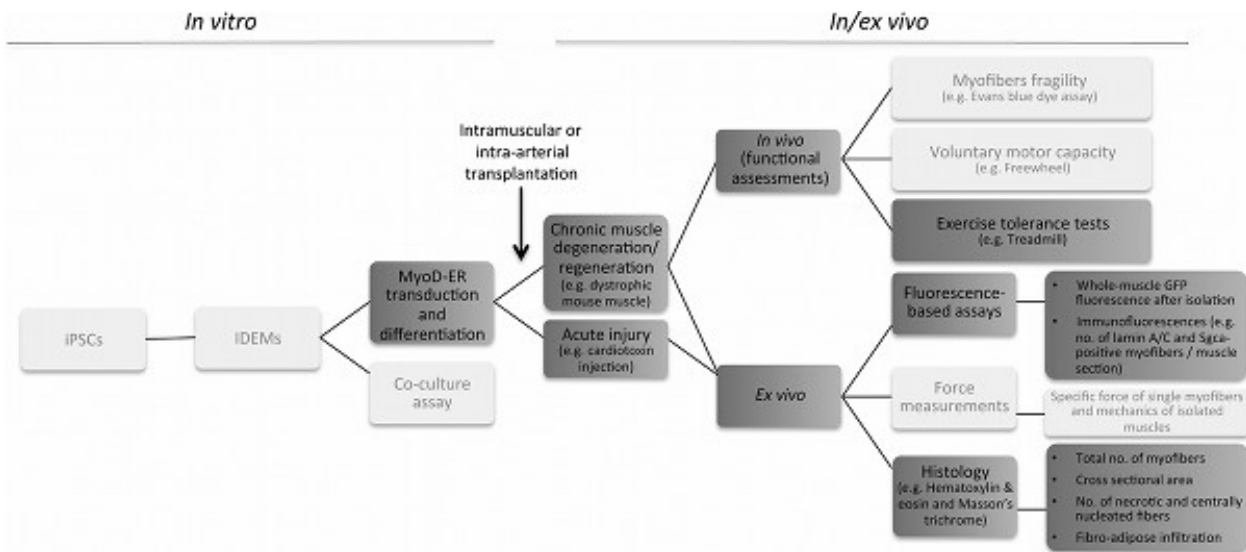 In vitro
In/ex vivo
Intramuscular or
intra-arterial
transplantation
iPSCs
IDEMs
MyoD-ER
transduction
and
differentiation
Co-culture
assay
Chronic muscle
degeneration/
regeneration
(e.g. dystrophic
mouse muscle)
Acute injury
(e.g. cardiotoxon
injection)
In vivo
(functional
assessments)
Ex vivo
Myofibers fragility
(e.g. Evans blue dye assay)
Voluntary motor capacity
(e.g. Freewheel)
Exercise tolerance tests
(e.g. Treadmill)
Fluorescence-
based assays
• Whole-muscle GFP
fluorescence after isolation
• Immunofluorescences (e.g.
no. of lamin A/C and Sgca-
positive myofibers / muscle
section)
Force
measurements
Specific force of single myofibers
and mechanics of isolated
muscles
Histology
(e.g. Hematoxylin &
eosin and Masson's
trichrome)
• Total no. of myofibers
• Cross sectional area
• No. of necrotic and centrally
nucleated fibers
• Fibro-adipose infiltration